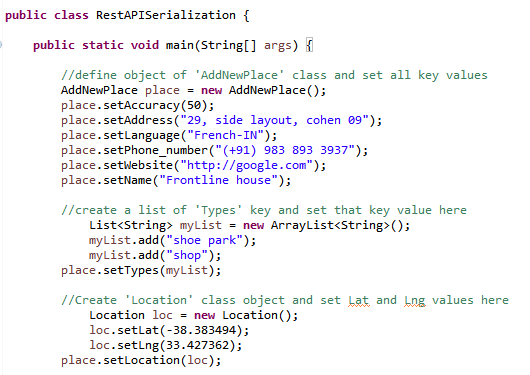 public class RestAPISerialization {
public static void main(String[] args) {
//define object of 'AddNewPlace' class and set all key values
AddNewPlace place = new AddNewPlace();
place.setAccuracy(50);
place.setAddress("29, side layout, cohen 09");
place.setLanguage("French-IN");
place.setPhone_number("(+91) 983 893 3937");
place.setWebsite("http://google.com");
place.setName("Frontline house");
//create a list of 'Types' key and set that key value here
List<String> myList = new ArrayList<String>();
myList.add("shoe park");
myList.add("shop");
place.setTypes(myList);
//Create 'Location' class object and set Lat and Lng values here
Location loc = new Location();
loc.setLat(-38.383494);
loc.setLng(33.427362);
place.setLocation(loc);